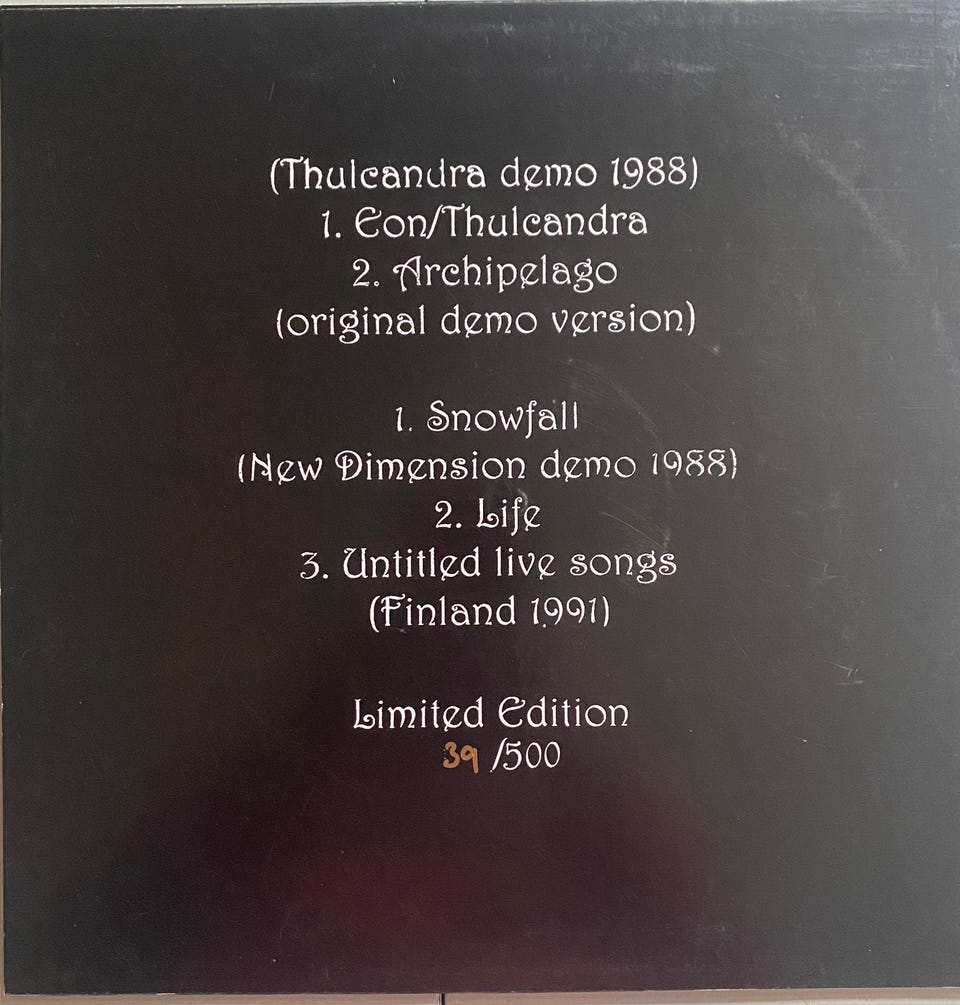 (Thulcandra demo 1988)
1. Eon/Thulcandra
2. Archipelago
(original demo version)
1. Snowfall
(New Dimension demo 1988)
2. Life
3. Untitled live songs
(Finland 1991)
Limited Edition
39 /500